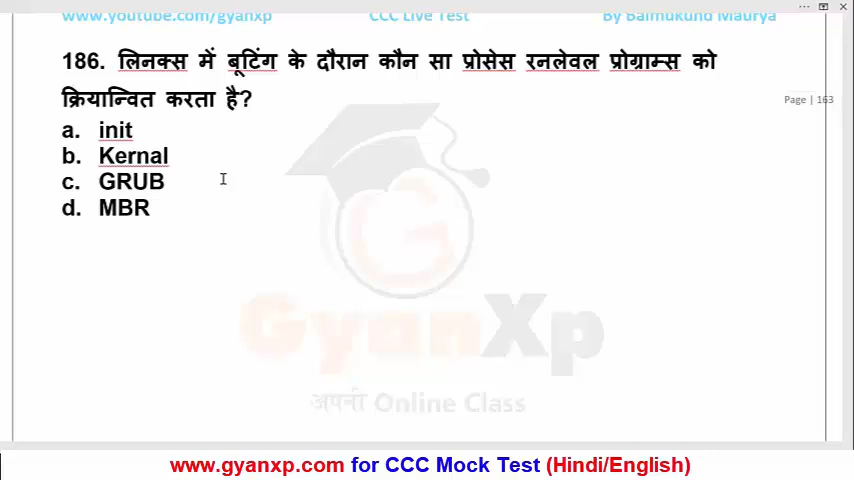 www.youtube.com/gyanxp CCC Live Test By Balmukund Maurya
186. लिनक्स में बूटिंग के दौरान कौन सा प्रोसेस रनलेवल प्रोग्राम्स को
क्रियान्वित करता है?
Page | 163
a. init
b. Kernal
c. GRUB
d. MBR
G
GyanXp
अपनी Online Class
www.gyanxp.com for CCC Mock Test (Hindi/English)